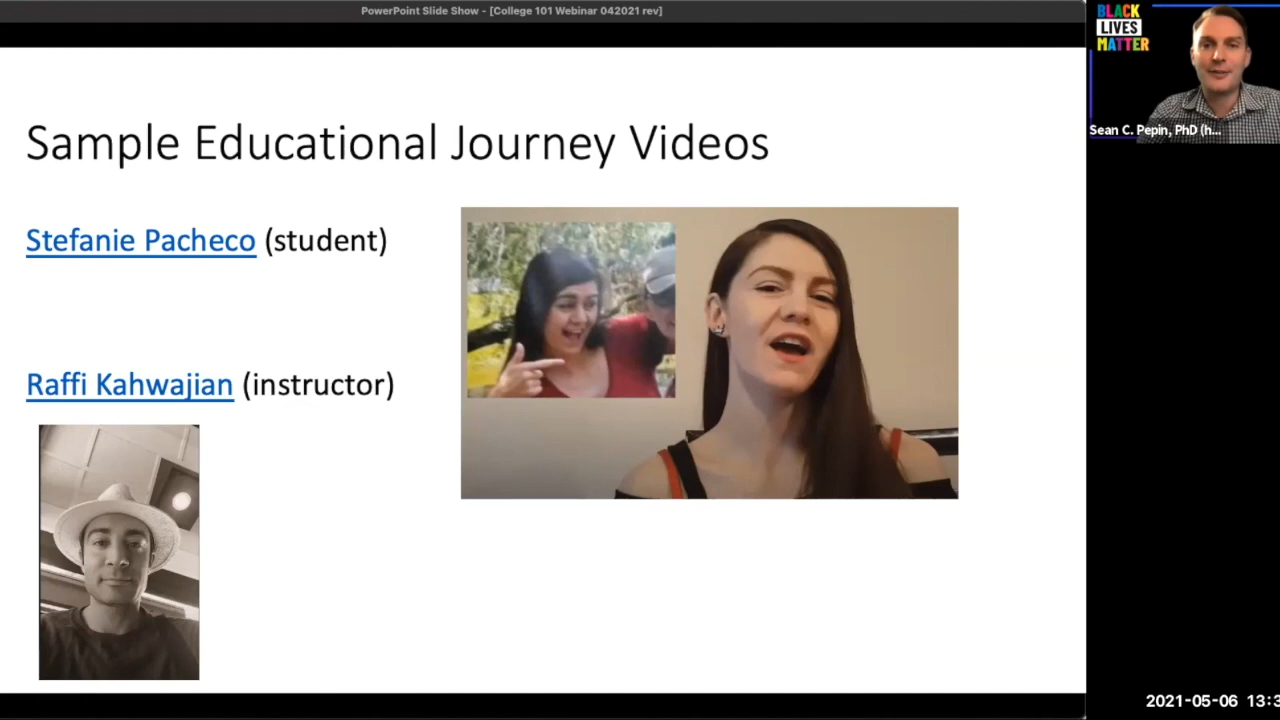 PowerPoint Slide Show - [College 101 Webinar 042021 rev]
BLACK
LIVES
MATTER
Sean C. Pepin, PhD (h...
Sample Educational Journey Videos
Stefanie Pacheco (student)
Raffi Kahwajian (instructor)
2021-05-06 13:3